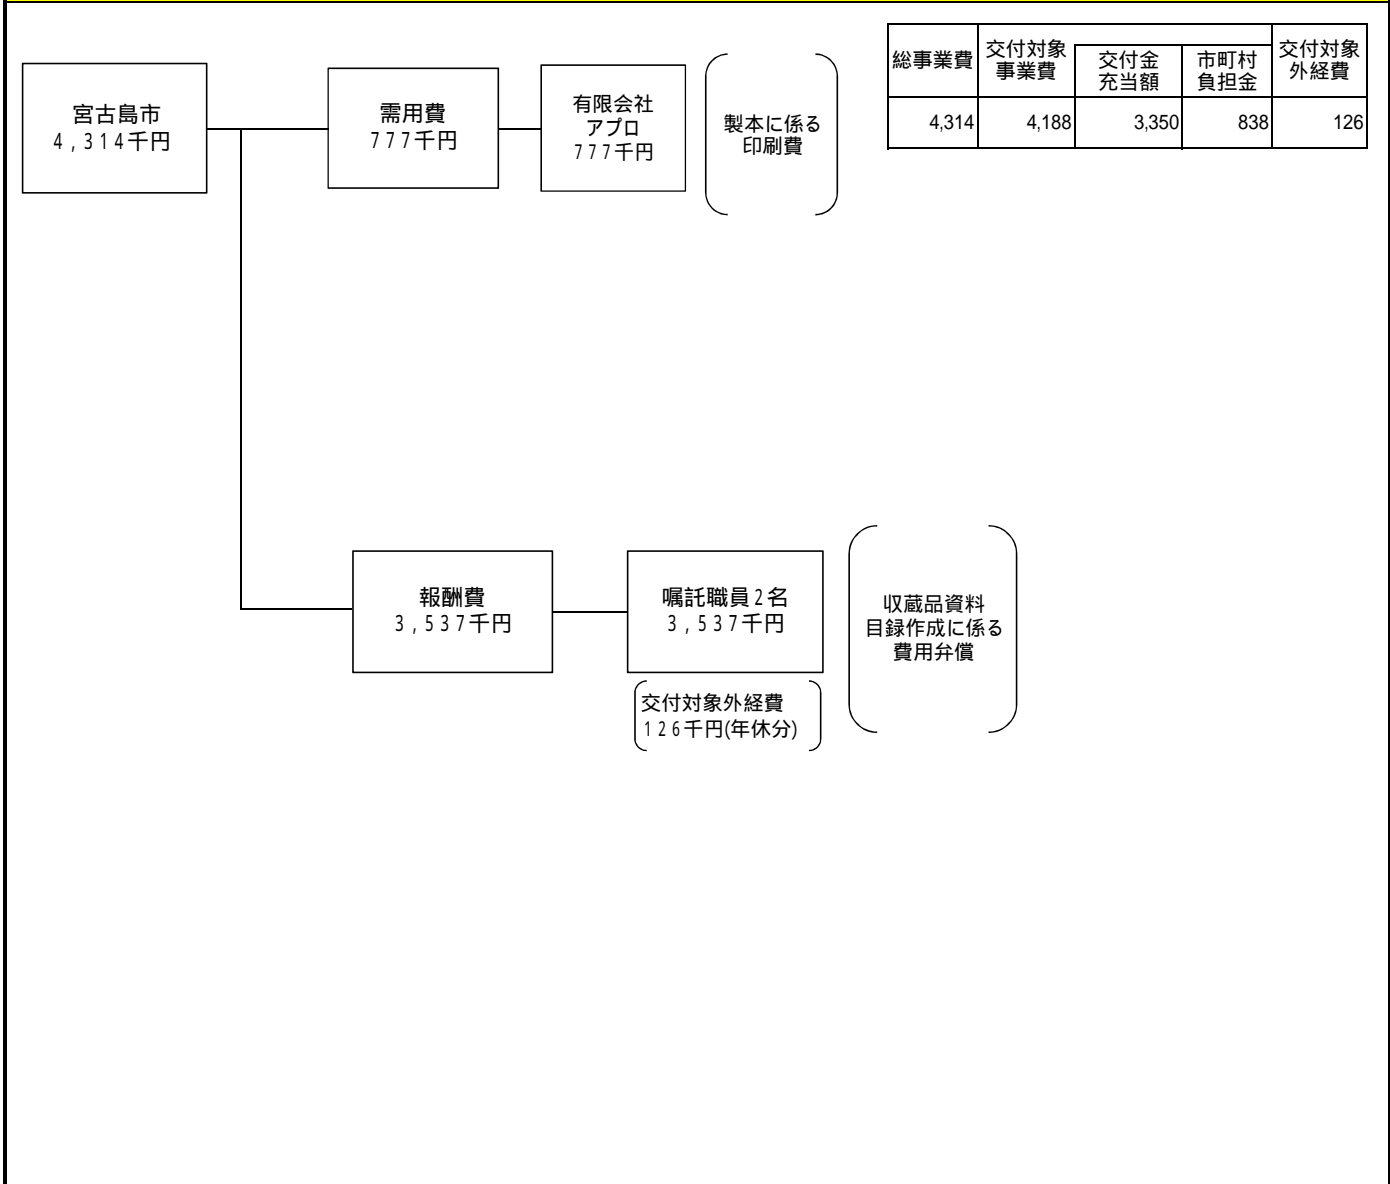 総事業費
交付対象
事業費
交付金
充当額
市町村
負担金
交付対象
外経費
4,314
4,188
3,350
838
126
宮古島市
4,314千円
需用費
777千円
有限会社
アプロ
777千円
製本に係る
印刷費
報酬費
3,537千円
嘱託職員2名
3,537千円
収蔵品資料
目録作成に係る
費用弁償
交付対象外経費
126千円(年休分)